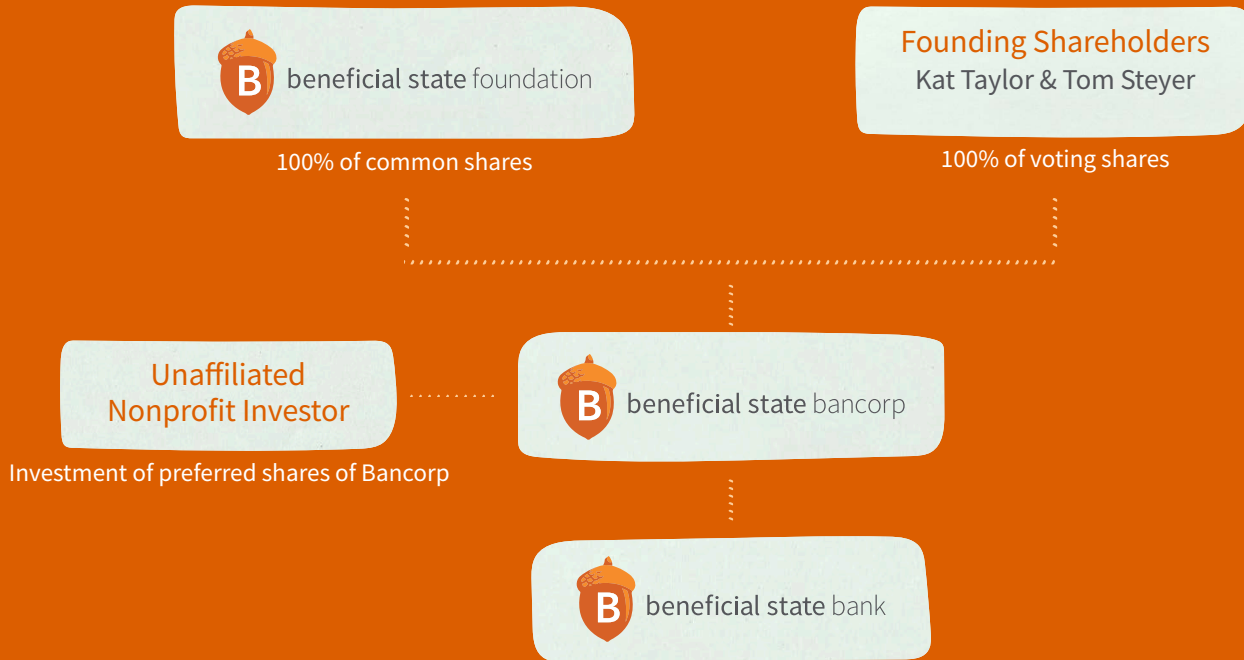 B beneficial state foundation
100% of common shares
Founding Shareholders
Kat Taylor & Tom Steyer
100% of voting shares
Unaffiliated
Nonprofit Investor
Investment of preferred shares of Bancorp
B beneficial state bancorp
B beneficial state bank